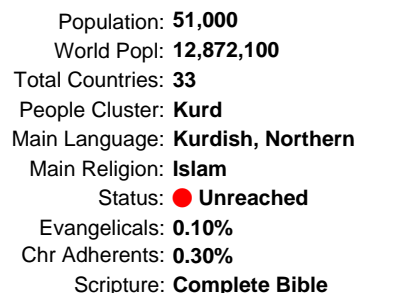 Population: 51,000
World Popl: 12,872,100
Total Countries: 33
People Cluster: Kurd
Main Language: Kurdish, Northern
Main Religion: Islam
Status: Unreached
Evangelicals: 0.10%
Chr Adherents: 0.30%
Scripture: Complete Bible